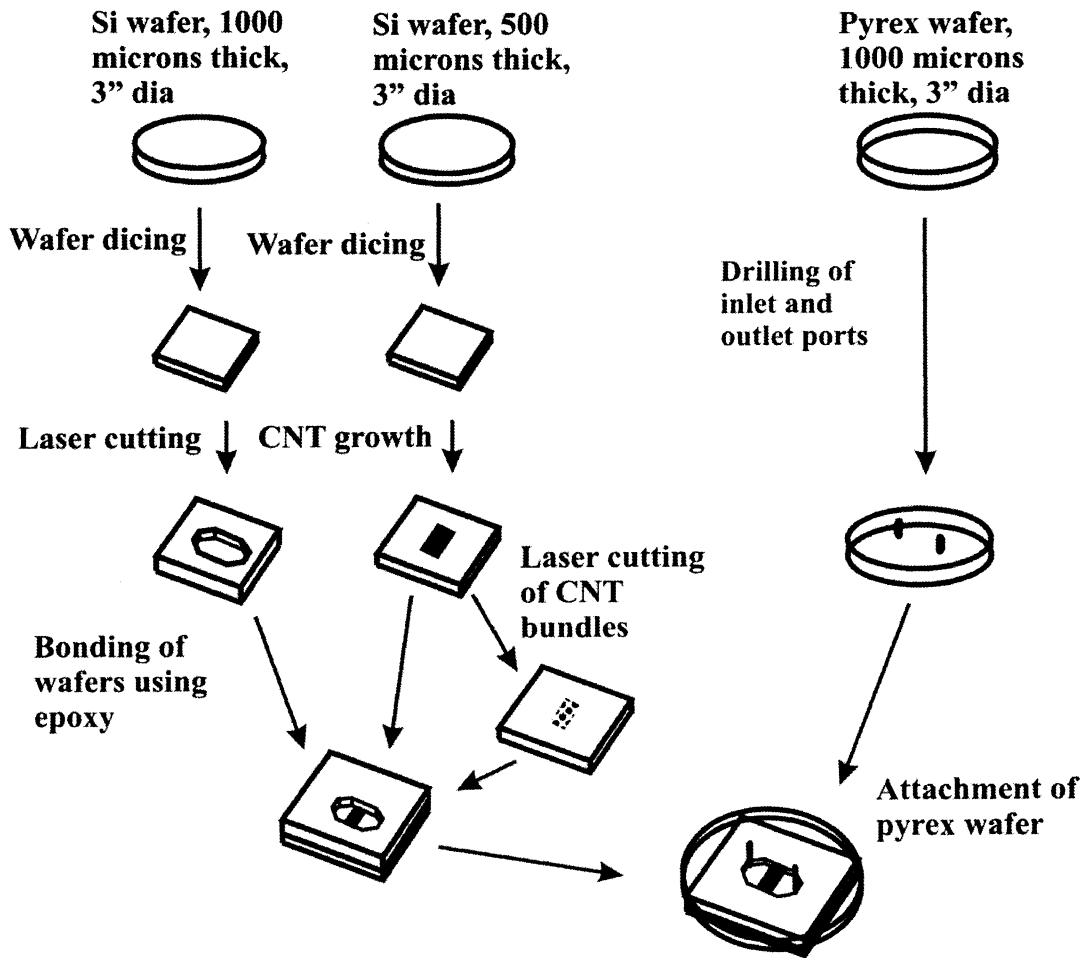 Si wafer, 1000
microns thick,
3” dia
Si wafer, 500
microns thick,
3” dia
Pyrex wafer,
1000 microns
thick, 3” dia
Wafer dicing
Wafer dicing
Drilling of
inlet and
outlet ports
Laser cutting
CNT growth
Laser cutting
of CNT
bundles
Bonding of
wafers using
epoxy
Attachment of
pyrex wafer